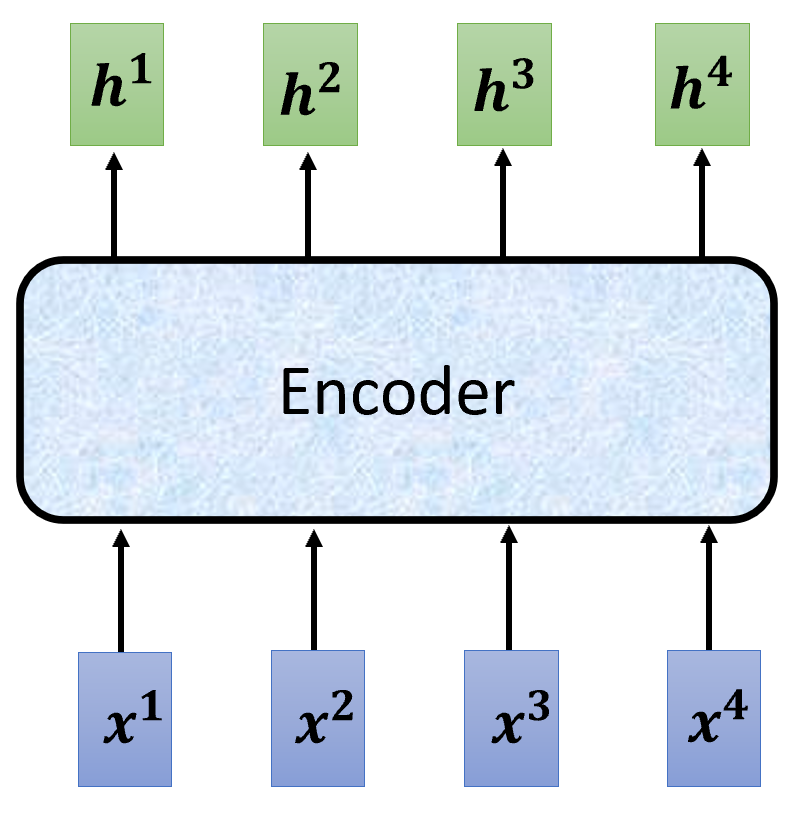 h¹ h² h³ h⁴
Encoder
x¹ x² x³ x⁴